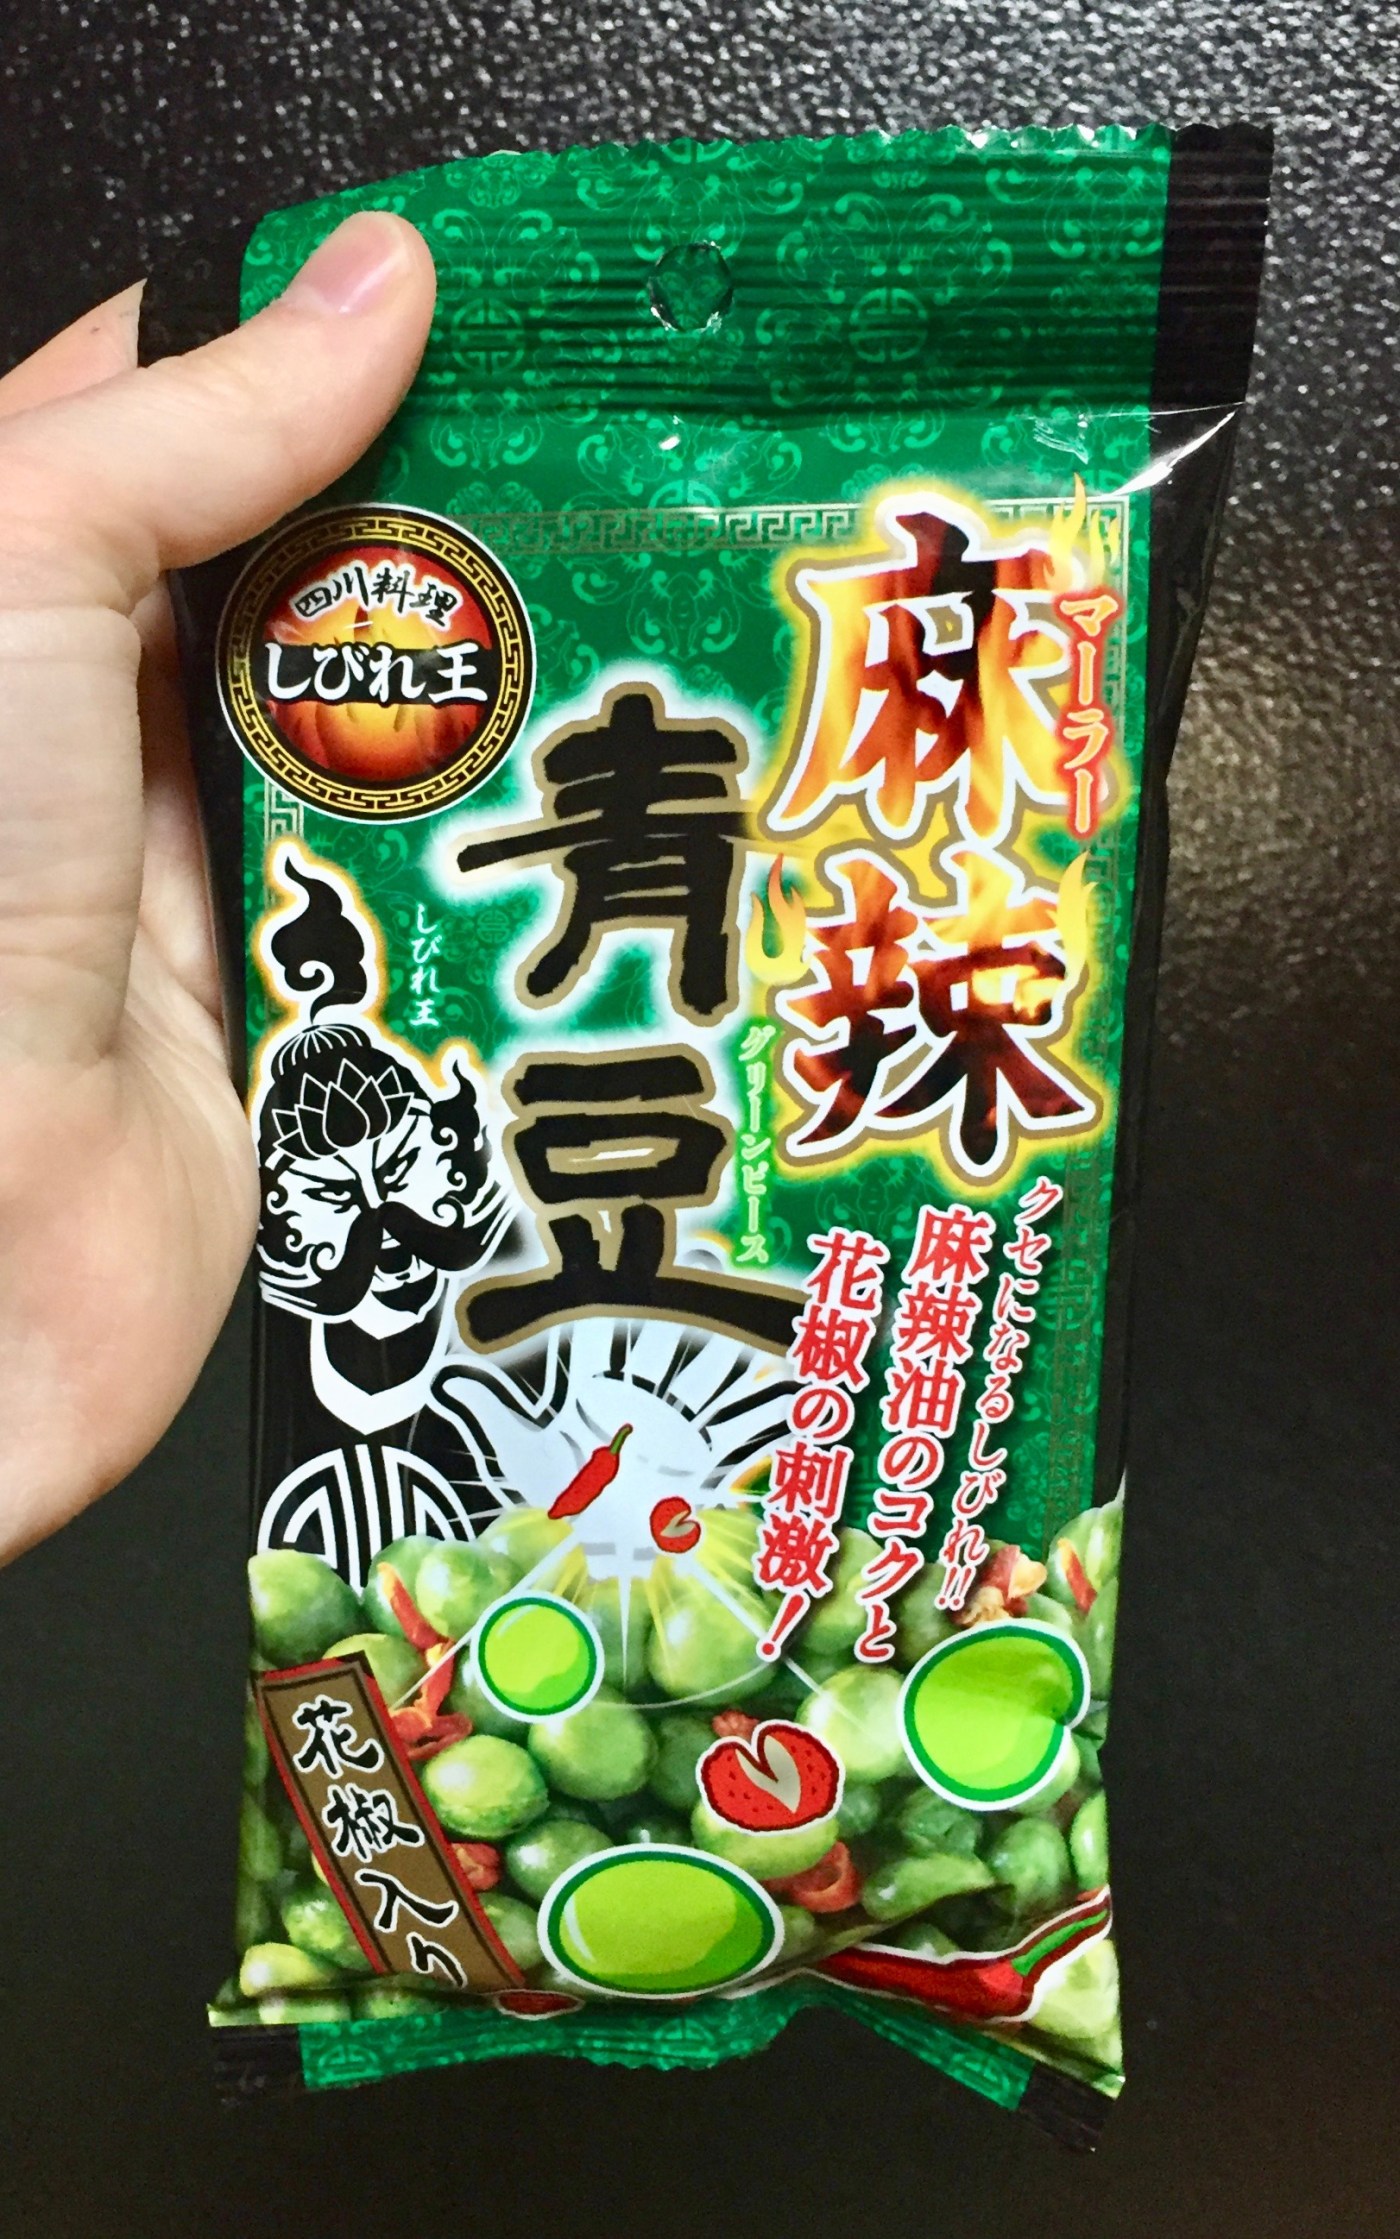 四川料理
しびれ王
麻辣
マーラー
青豆
グリーンピース
しびれ王
クセになるしびれ!!
麻辣油のコクと
花椒の刺激!
花椒入り